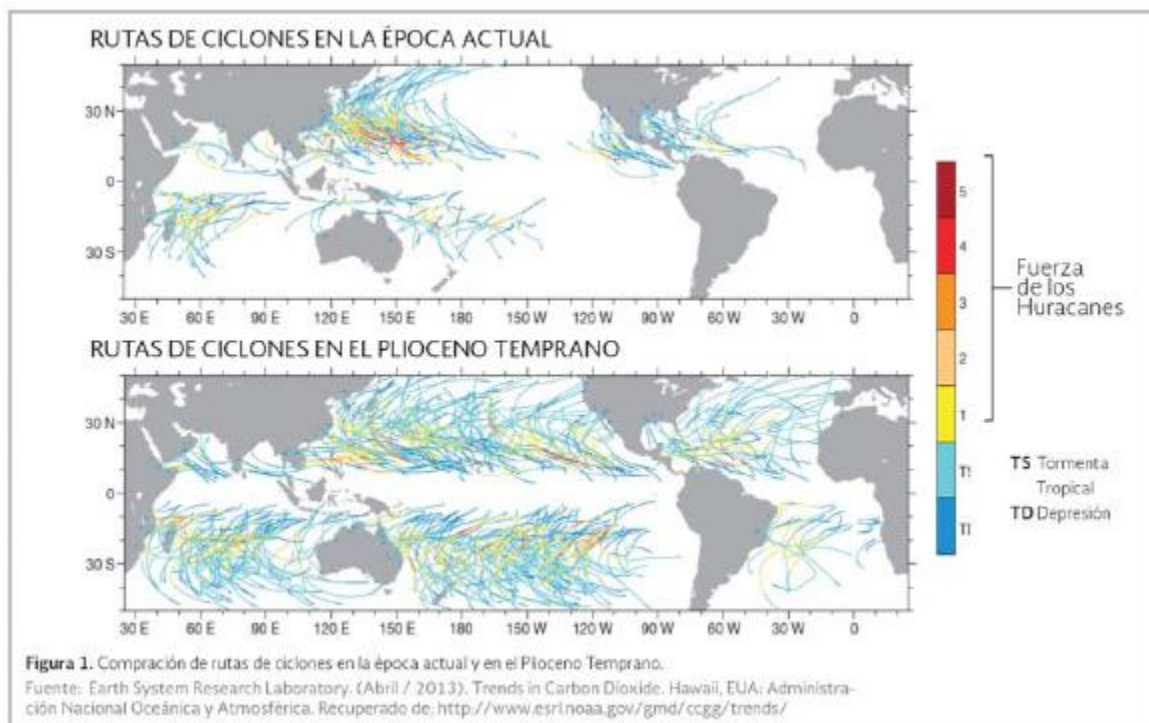 RUTAS DE CICLONES EN LA ÉPOCA ACTUAL
30 N
0
30 S
30 E 60 E 90 E 120 E 150 E 180 150 W 120 W 90 W 60 W 30 W 0
RUTAS DE CICLONES EN EL PLIOCENO TEMPRANO
30 N
0
30 S
30 E 60 E 90 E 120 E 150 E 180 150 W 120 W 90 W 60 W 30 W 0
5
4
3
2
1
Fuerza
de los
Huracanes
TS Tormenta
Tropical
TD Depresión
Figura 1. Compración de rutas de ciclones en la época actual y en el Plioceno Temprano.
Fuente: Earth System Research Laboratory. (Abril / 2013). Trends in Carbon Dioxide. Hawaii, EUA: Administra-
ción Nacional Oceánica y Atmosférica. Recuperado de: http://www.esrl.noaa.gov/gmd/ccgg/trends/